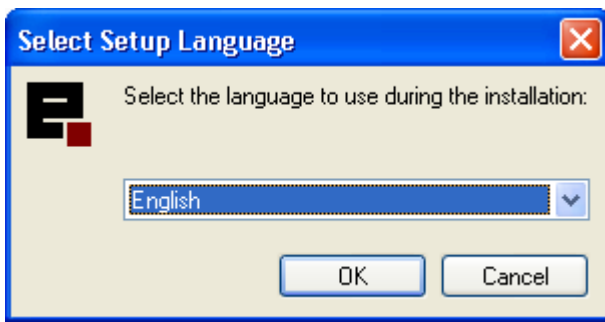 Select Setup Language
Select the language to use during the installation:
English
OK
Cancel